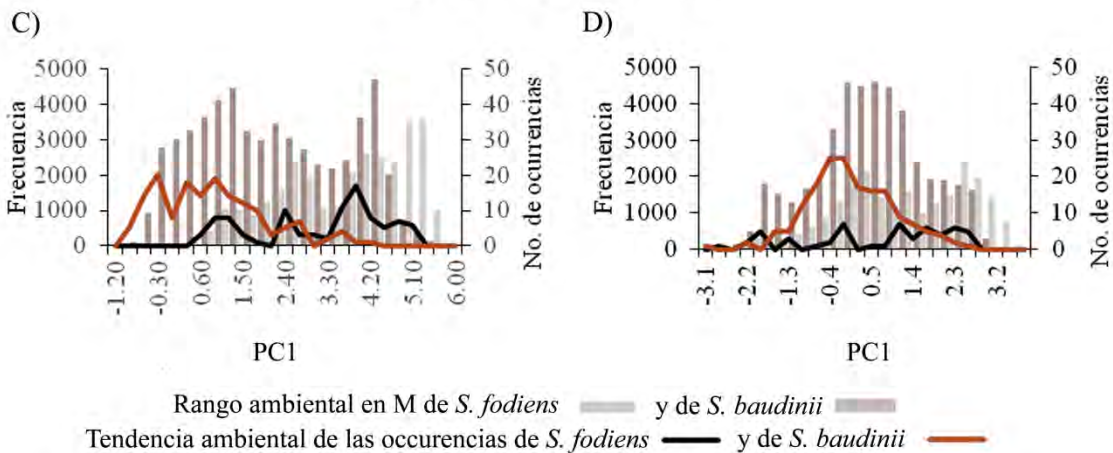 C)
D)
5000 50
5000 50
4000 40
4000 40
3000 30
3000 30
2000 20
2000 20
1000 10
1000 10
0 0
0 0
Frecuencia
No. de ocurrencias
Frecuencia
No. de ocurrencias
-1.20 -0.30 0.60 1.50 2.40 3.30 4.20 5.10 6.00
-3.1 -2.2 -1.3 -0.4 0.5 1.4 2.3 3.2
PC1
PC1
Rango ambiental en M de S. fodiens y de S. baudinii
Tendencia ambiental de las occurencias de S. fodiens y de S. baudinii